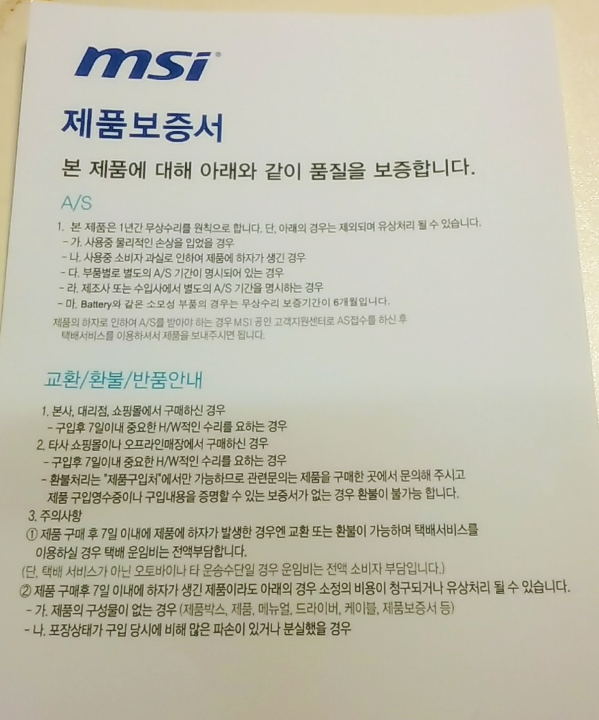 msi
제품보증서
본 제품에 대해 아래와 같이 품질을 보증합니다.
A/S
1. 본 제품은 1년간 무상수리를 원칙으로 합니다. 단, 아래의 경우는 제외되며 유상처리 될 수 있습니다.
- 가. 사용중 물리적인 손상을 입었을 경우
- 나. 사용중 소비자 과실로 인하여 제품에 하자가 생긴 경우
- 다. 부품별로 별도의 A/S 기간이 명시되어 있는 경우
- 라. 제조사 또는 수입사에서 별도의 A/S 기간을 명시하는 경우
- 마. Battery와 같은 소모성 부품의 경우는 무상수리 보증기간이 6개월입니다.
제품의 하자로 인하여 A/S를 받아야 하는 경우 MSI 공인 고객지원센터로 AS접수를 하신 후
택배서비스를 이용하셔서 제품을 보내주시면 됩니다.
교환/환불/반품안내
1. 본사, 대리점, 쇼핑몰에서 구매하신 경우
- 구입후 7일이내 중요한 H/W적인 수리를 요하는 경우
2. 타사 쇼핑몰이나 오프라인매장에서 구매하신 경우
- 구입후 7일이내 중요한 H/W적인 수리를 요하는 경우
- 환불처리는 "제품구입처"에서만 가능하므로 관련문의는 제품을 구매한 곳에서 문의해 주시고
제품 구입영수증이나 구입내용을 증명할 수 있는 보증서가 없는 경우 환불이 불가능 합니다.
3. 주의사항
① 제품 구매 후 7일 이내에 제품에 하자가 발생한 경우엔 교환 또는 환불이 가능하며 택배서비스를
이용하실 경우 택배 운임비는 전액부담합니다.
(단, 택배 서비스가 아닌 오토바이나 타 운송수단일 경우 운임비는 전액 소비자 부담입니다.)
② 제품 구매후 7일 이내에 하자가 생긴 제품이라도 아래의 경우 소정의 비용이 청구되거나 유상처리 될 수 있습니다.
- 가. 제품의 구성물이 없는 경우 (제품박스, 제품, 메뉴얼, 드라이버, 케이블, 제품보증서 등)
- 나. 포장상태가 구입 당시에 비해 많은 파손이 있거나 분실했을 경우